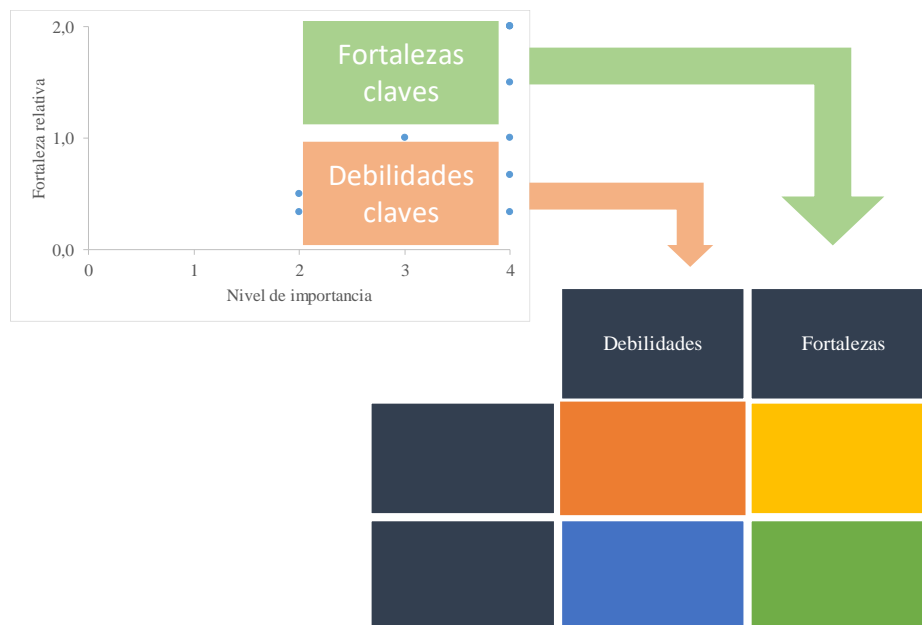 2,0
Fortalezas
claves
Fortaleza relativa
1,0
Debilidades
claves
0,0
0 1 2 3 4
Nivel de importancia
Debilidades Fortalezas